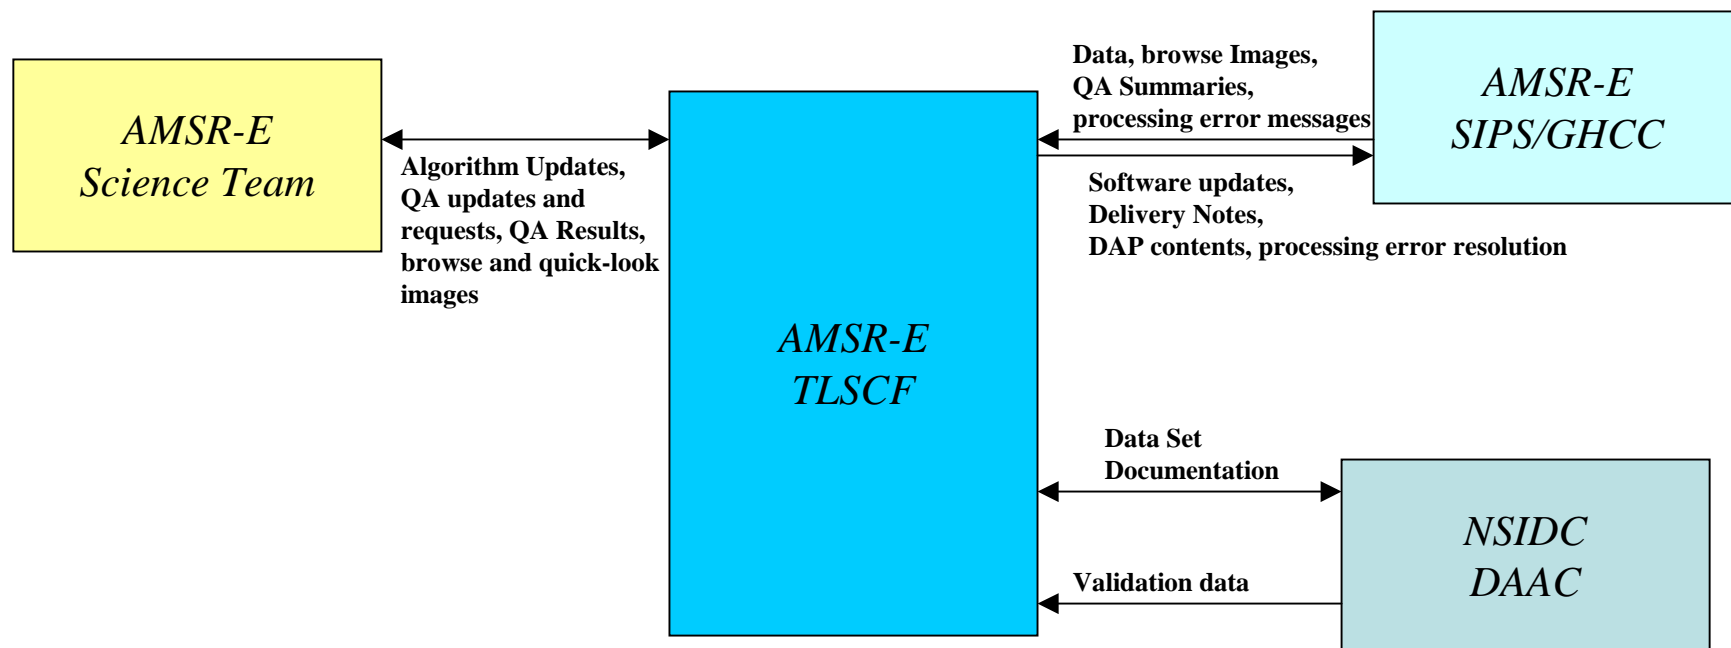 AMSR-E
Science Team
Algorithm Updates,
QA updates and
requests, QA Results,
browse and quick-look
images
AMSR-E
TLSCF
Data, browse Images,
QA Summaries,
processing error messages
AMSR-E
SIPS/GHCC
Software updates,
Delivery Notes,
DAP contents, processing error resolution
Data Set
Documentation
Validation data
NSIDC
DAAC